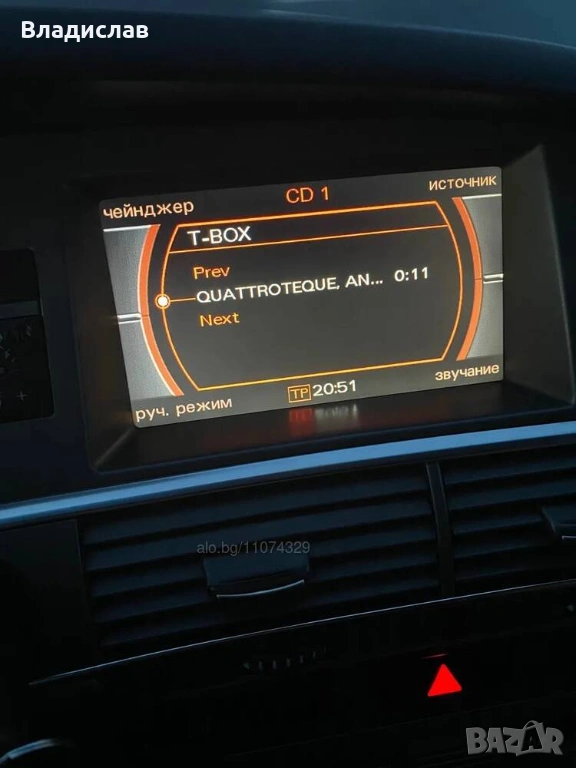 Владислав
чейнджер
CD 1
источник
T-BOX
Prev
QUATTROTEQUE, AN... 0:11
Next
руч. режим
TP 20:51
звучание
alo.bg/11074329
BAZAR